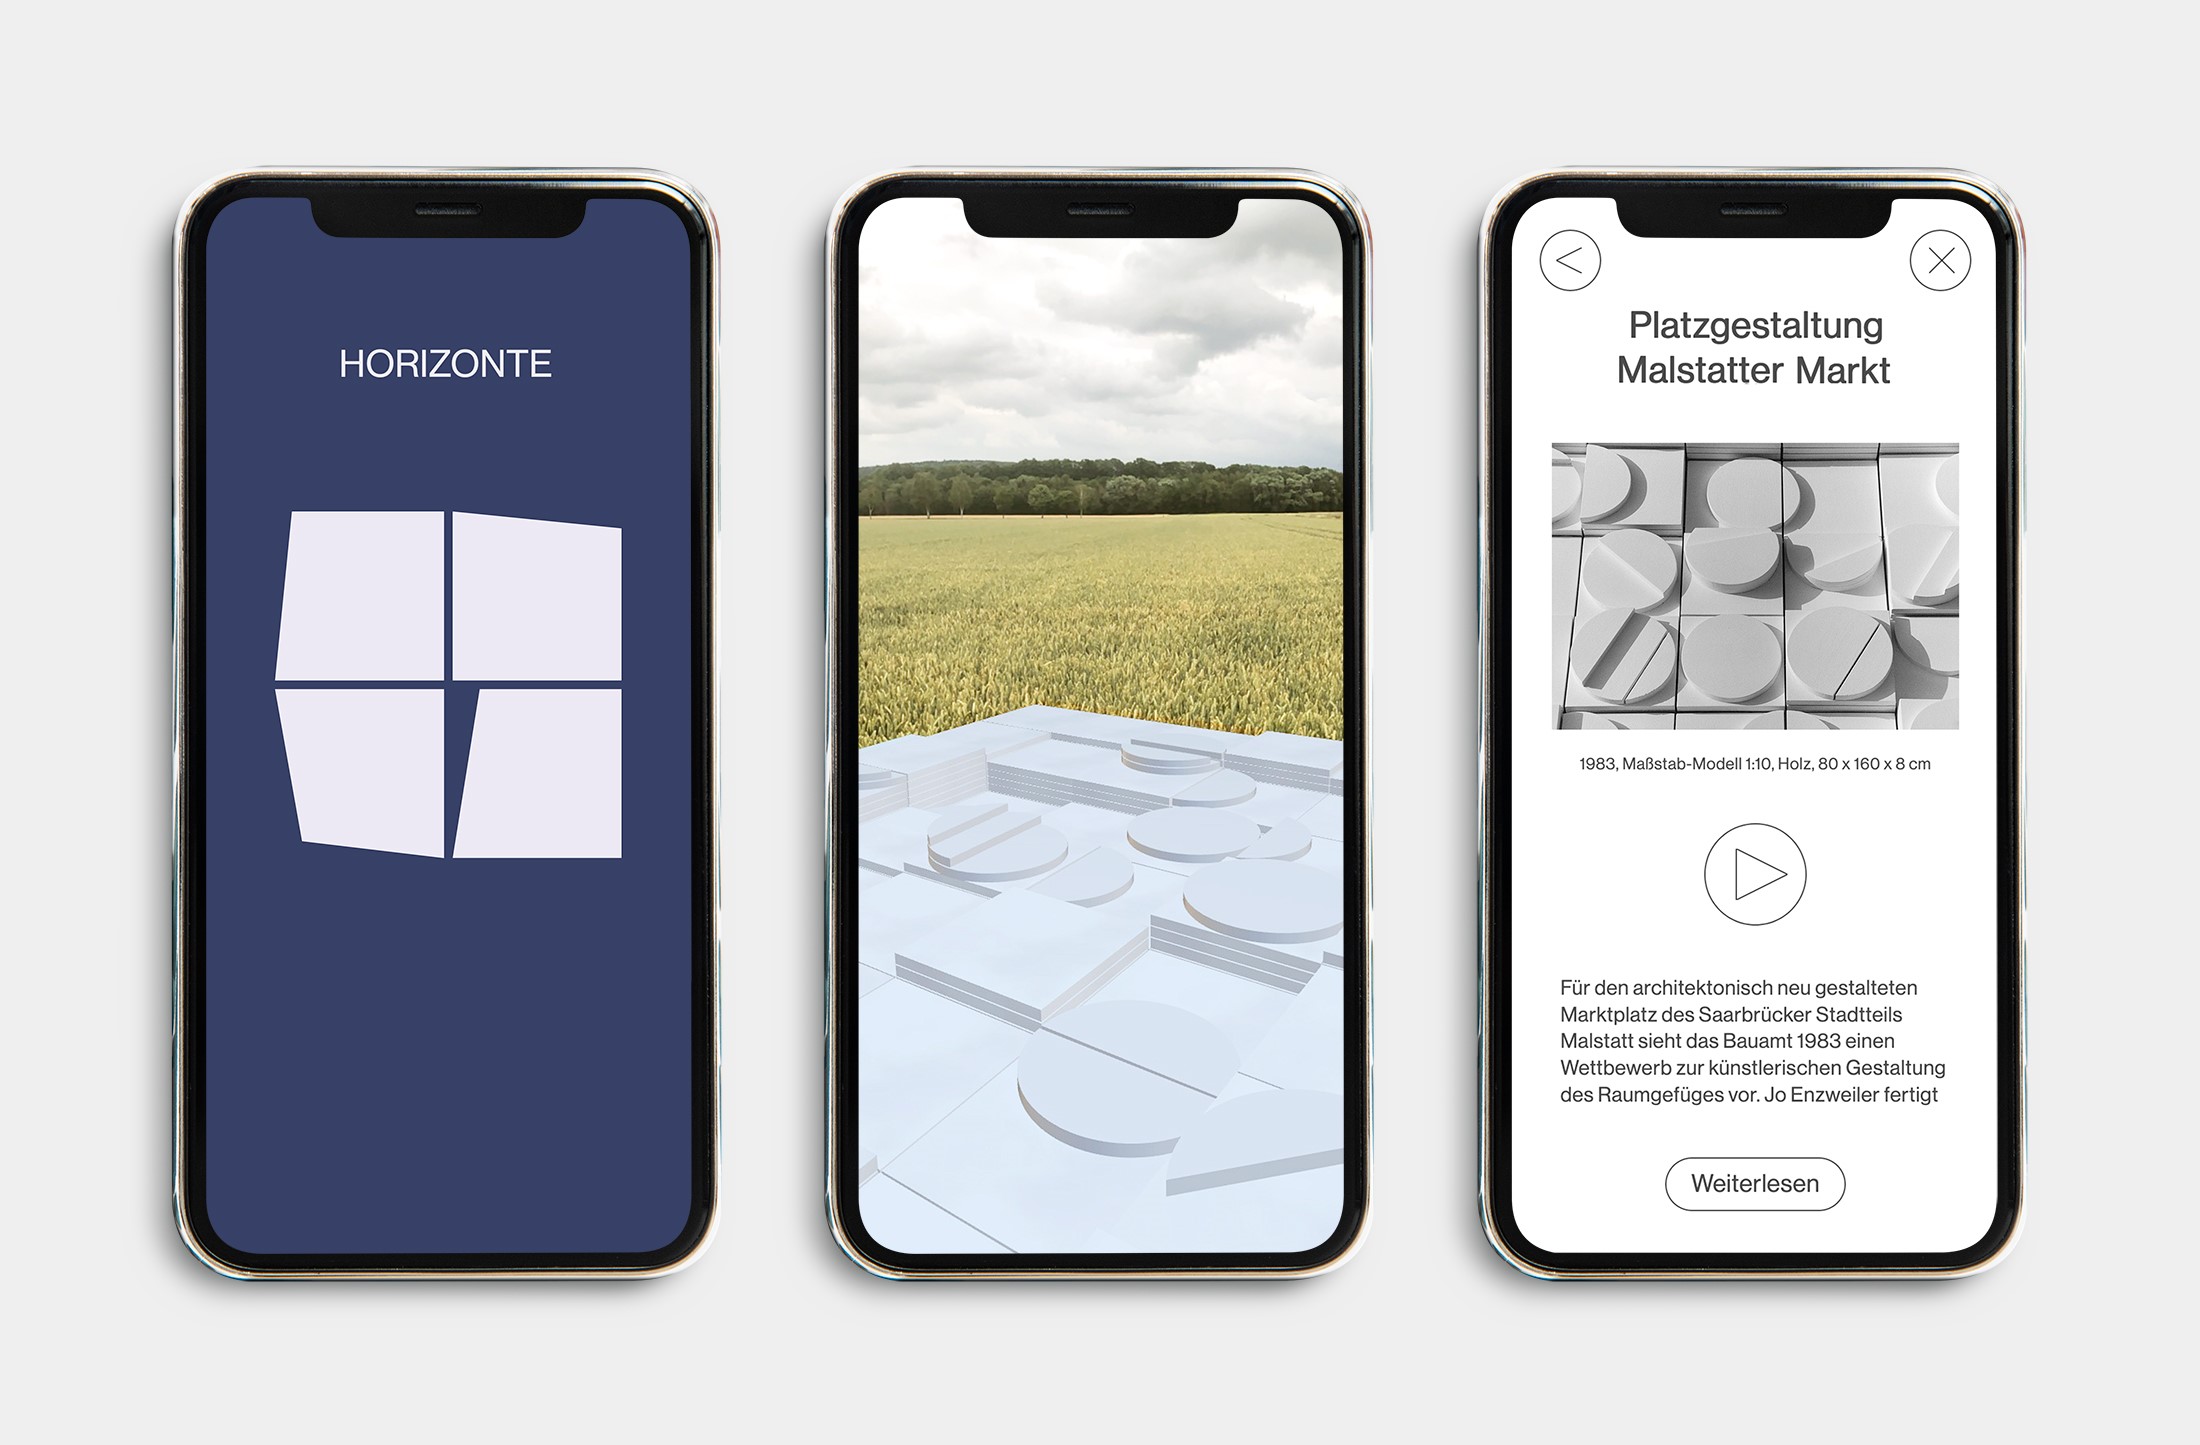 HORIZONTE
Platzgestaltung
Malstatter Markt
1983, Maßstab-Modell 1:10, Holz, 80 x 160 x 8 cm
Für den architektonisch neu gestalteten
Marktplatz des Saarbrücker Stadtteils
Malstatt sieht das Bauamt 1983 einen
Wettbewerb zur künstlerischen Gestaltung
des Raumgefüges vor. Jo Enzweiler fertigt
Weiterlesen